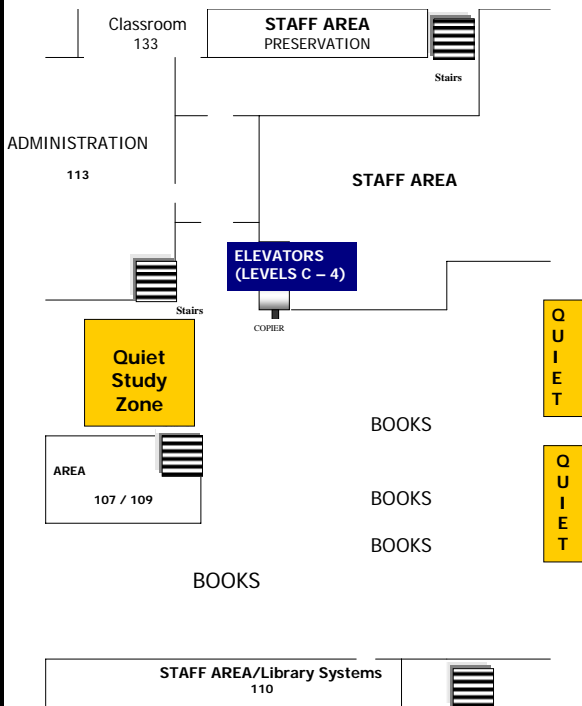 Classroom
133
STAFF AREA
PRESERVATION
Stairs
ADMINISTRATION
113
STAFF AREA
ELEVATORS
(LEVELS C – 4)
Stairs
COPIER
Quiet
Study
Zone
Q
U
I
E
T
BOOKS
AREA
107 / 109
BOOKS
Q
U
I
E
T
BOOKS
BOOKS
STAFF AREA/Library Systems
110